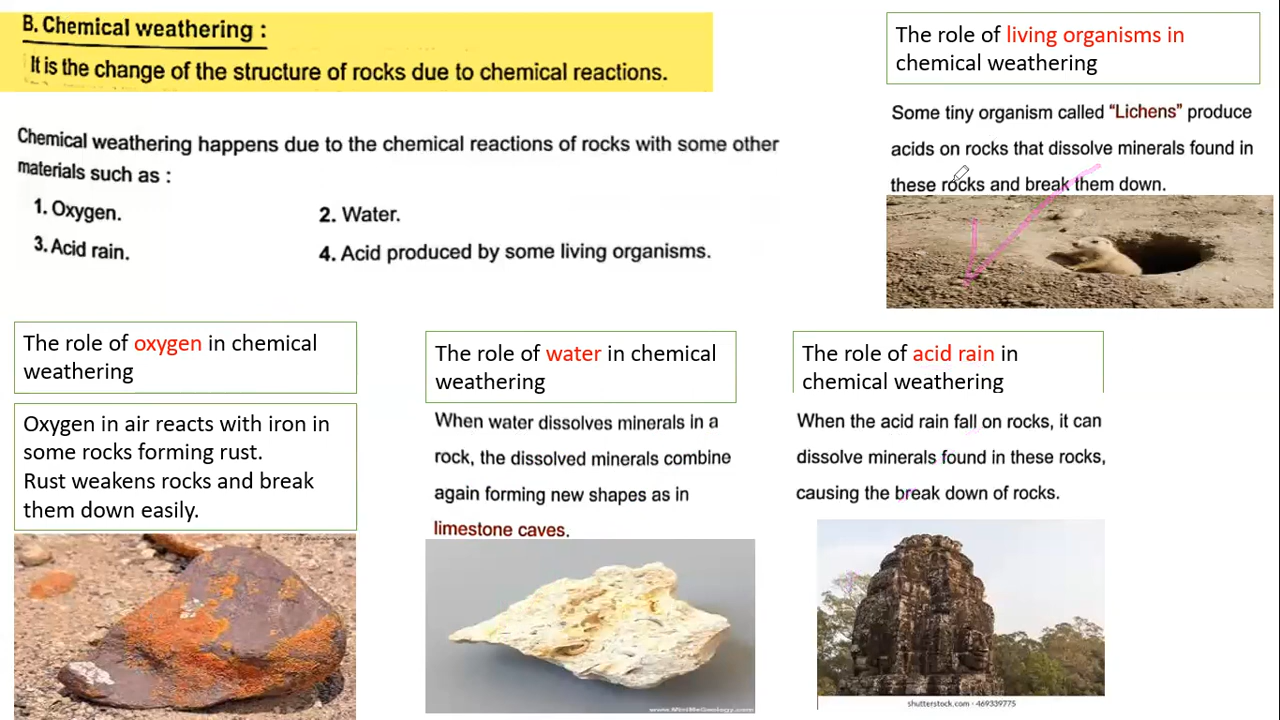 B. Chemical weathering :
It is the change of the structure of rocks due to chemical reactions.
Chemical weathering happens due to the chemical reactions of rocks with some other
materials such as :
1. Oxygen.
2. Water.
3. Acid rain.
4. Acid produced by some living organisms.
The role of living organisms in
chemical weathering
Some tiny organism called “Lichens” produce
acids on rocks that dissolve minerals found in
these rocks and break them down.
The role of oxygen in chemical
weathering
Oxygen in air reacts with iron in
some rocks forming rust.
Rust weakens rocks and break
them down easily.
The role of water in chemical
weathering
When water dissolves minerals in a
rock, the dissolved minerals combine
again forming new shapes as in
limestone caves.
www.MiniMeGeology.com
The role of acid rain in
chemical weathering
When the acid rain fall on rocks, it can
dissolve minerals found in these rocks,
causing the break down of rocks.
shutterstock.com · 469339775